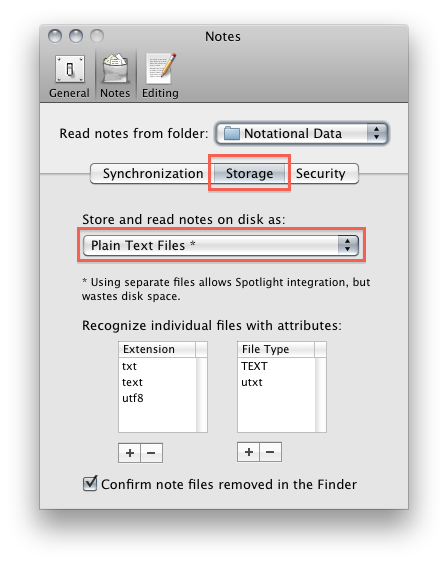 Notes
General Notes Editing
Read notes from folder: Notational Data
Synchronization Storage Security
Store and read notes on disk as:
Plain Text Files *
* Using separate files allows Spotlight integration, but
wastes disk space.
Recognize individual files with attributes:
Extension File Type
txt TEXT
text utxt
utf8
+ − + −
Confirm note files removed in the Finder